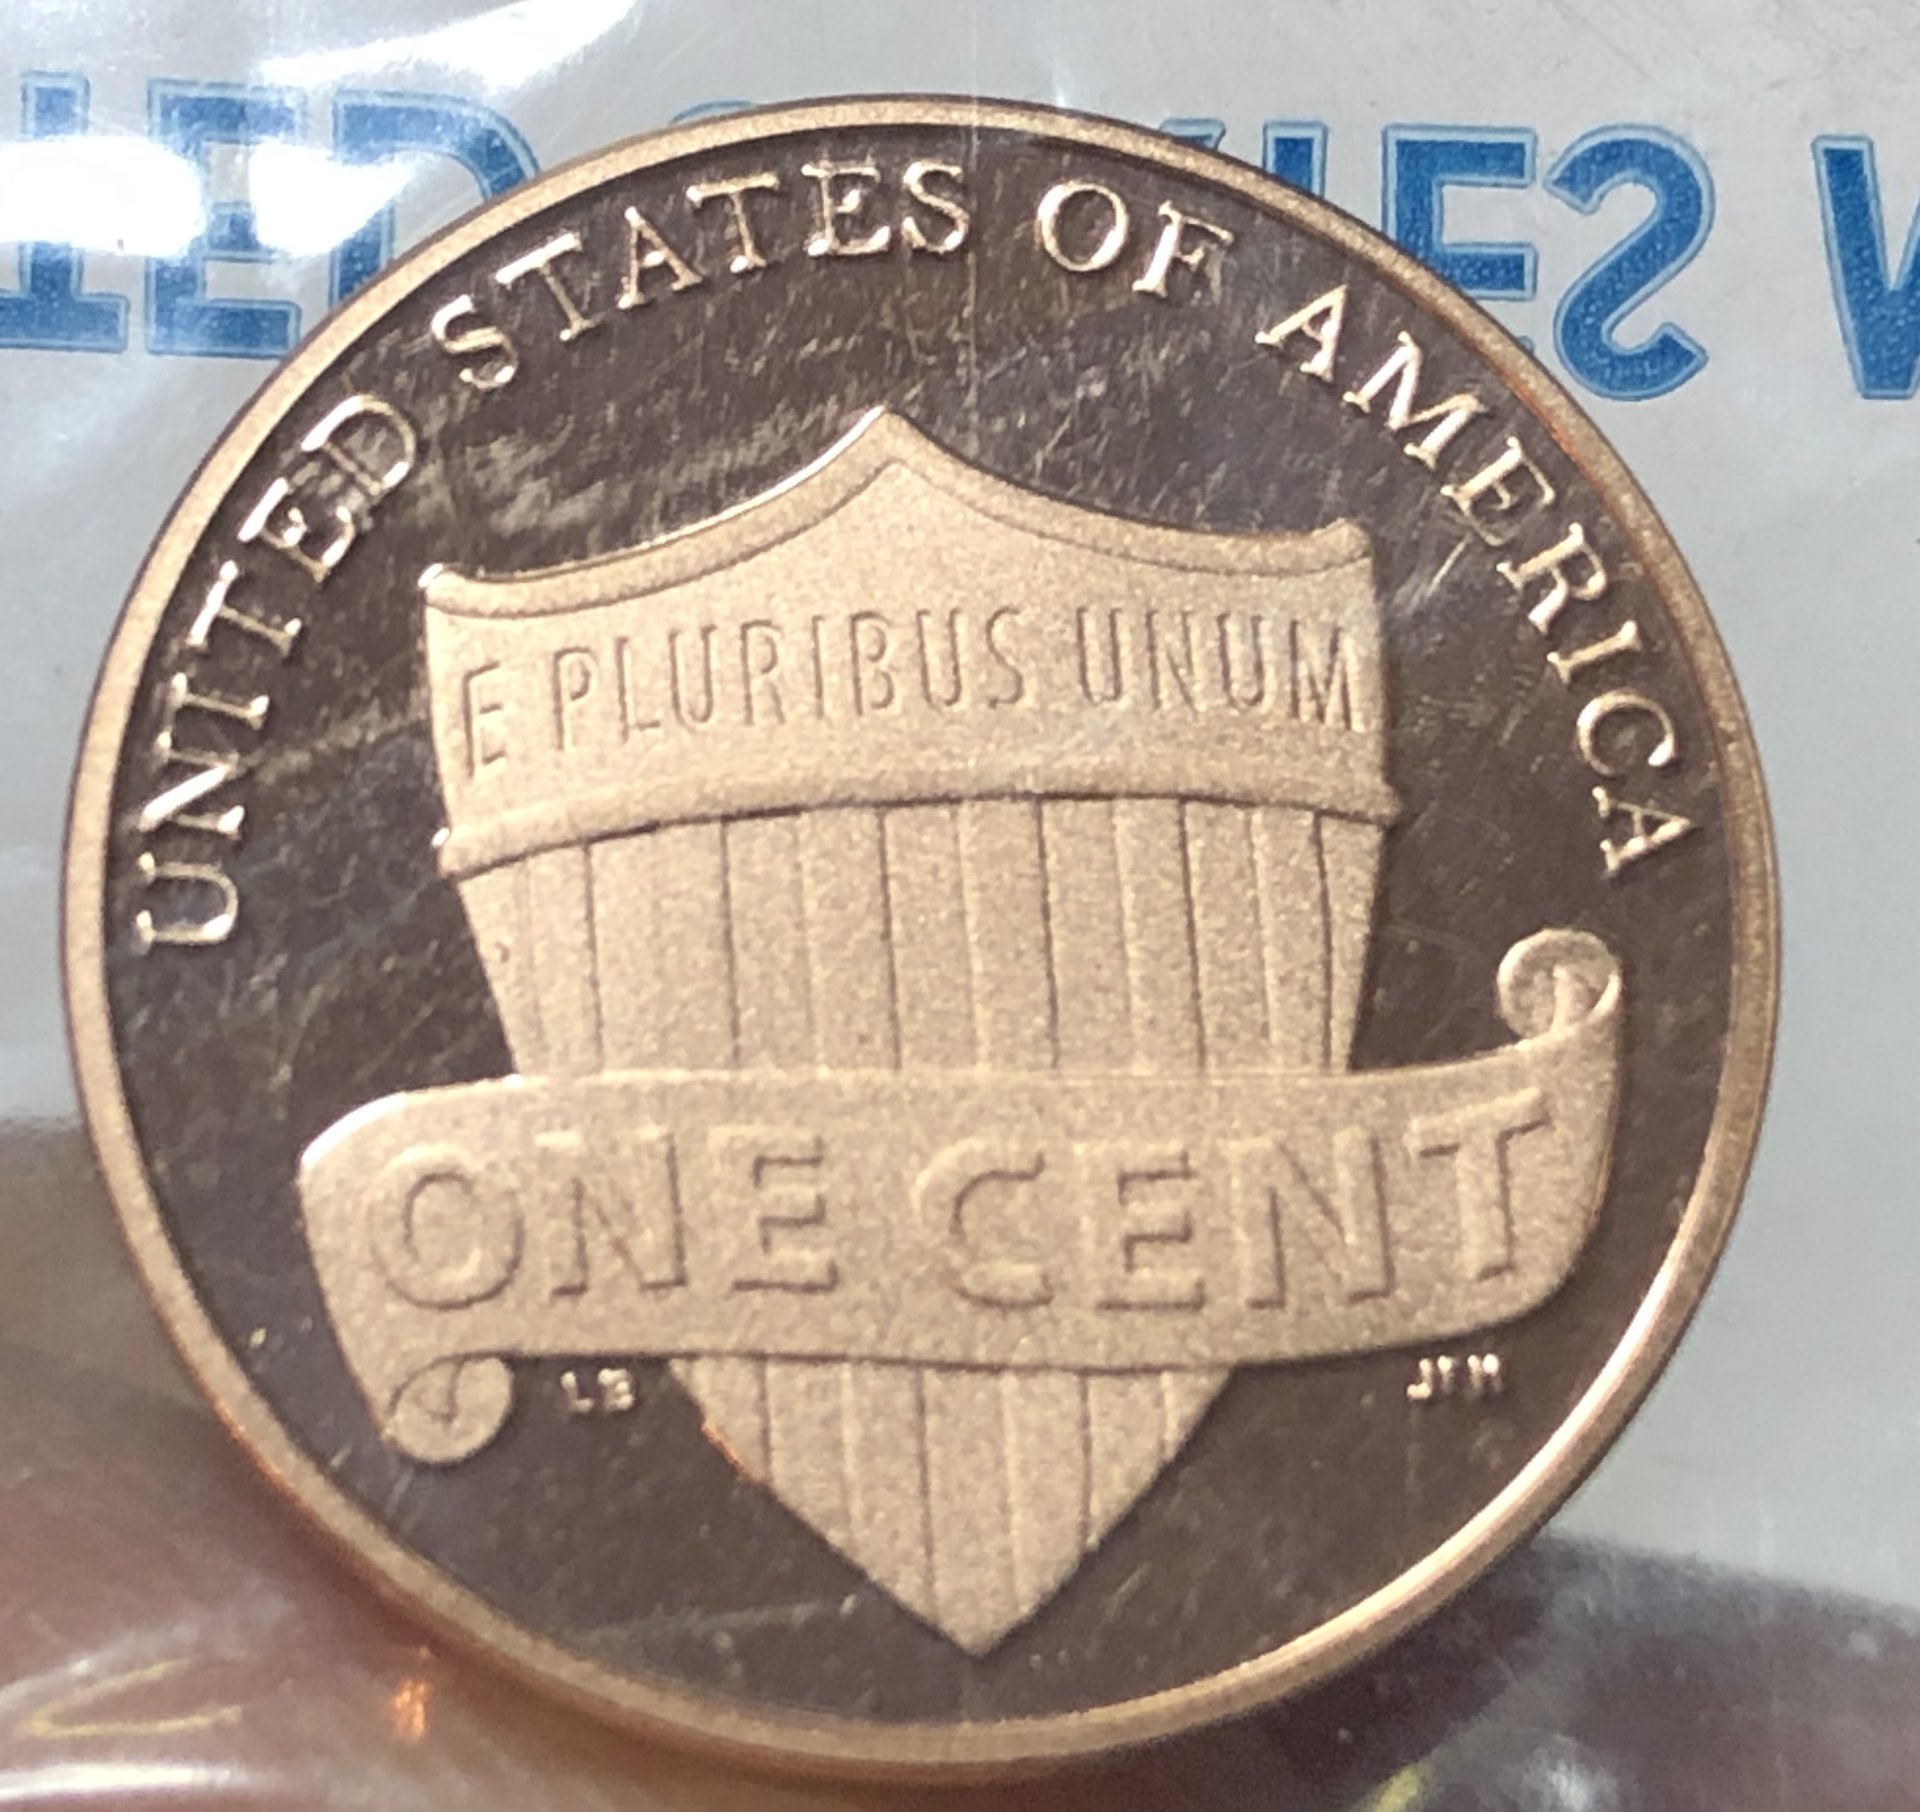 UNITED STATES OF AMERICA
E PLURIBUS UNUM
ONE CENT
LB JFM